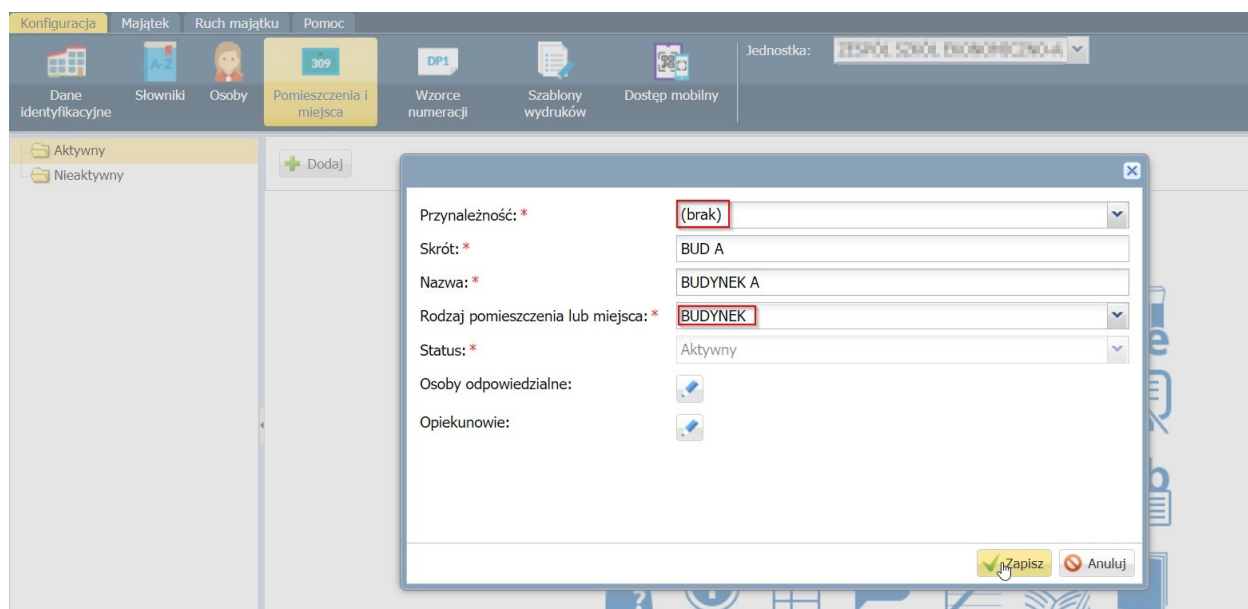 Konfiguracja Majątek Ruch majątku Pomoc
A-Z 309 DP1
Jednostka:
Dane identyfikacyjne Słowniki Osoby Pomieszczenia i miejsca Wzorce numeracji Szablony wydruków Dostęp mobilny
Aktywny
Nieaktywny
Dodaj
Przynależność: * (brak)
Skrót: * BUD A
Nazwa: * BUDYNEK A
Rodzaj pomieszczenia lub miejsca: * BUDYNEK
Status: * Aktywny
Osoby odpowiedzialne:
Opiekunowie:
Zapisz Anuluj